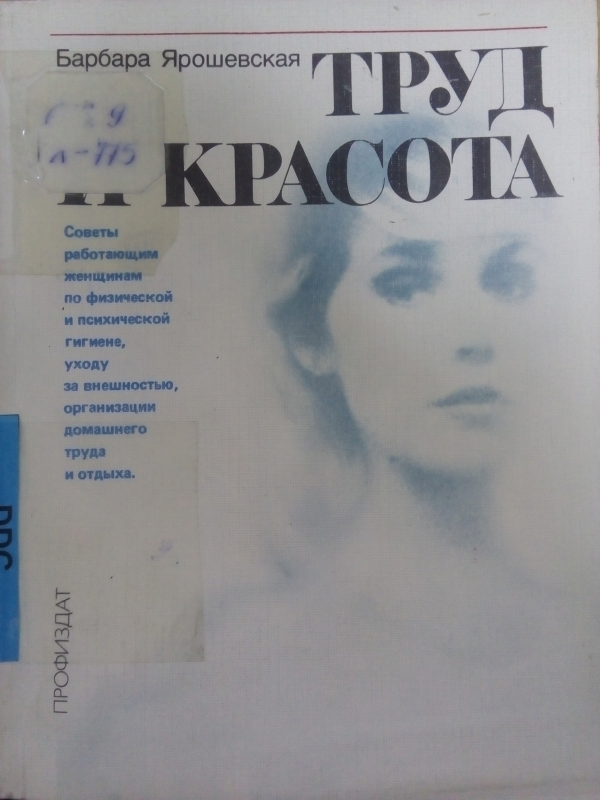 Барбара Ярошевская
ТРУД
И КРАСОТА
Советы
работающим
женщинам
по физической
и психической
гигиене,
уходу
за внешностью,
организации
домашнего
труда
и отдыха.
ПРОФИЗДАТ